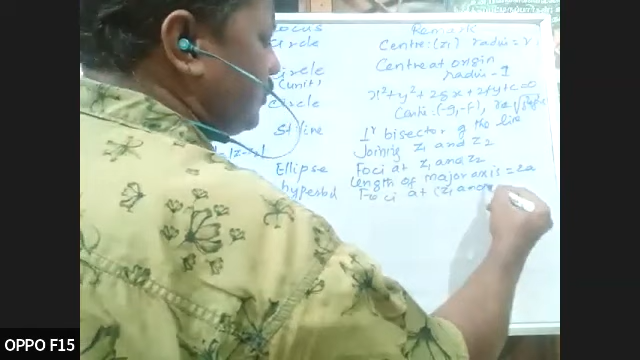 Locus Remark
Circle Centre: (z1) radius = r
Circle Centre at origin
(unit) radius - 1
Circle x²+y²+2gx+2fy+c=0
Centre: (-g,-f),
St line 1r bisector of the line
Joining z1 and z2
Ellipse Foci at z1 and z2
Length of major axis = 2a
hyperbola Foci at (z1 and
OPPO F15